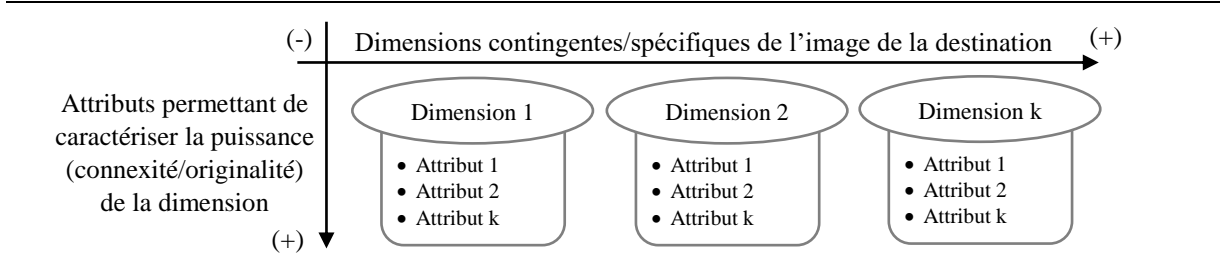 (-) Dimensions contingentes/spécifiques de l’image de la destination (+)
Attributs permettant de
caractériser la puissance
(connexité/originalité)
de la dimension
(+)
Dimension 1
• Attribut 1
• Attribut 2
• Attribut k
Dimension 2
• Attribut 1
• Attribut 2
• Attribut k
Dimension k
• Attribut 1
• Attribut 2
• Attribut k